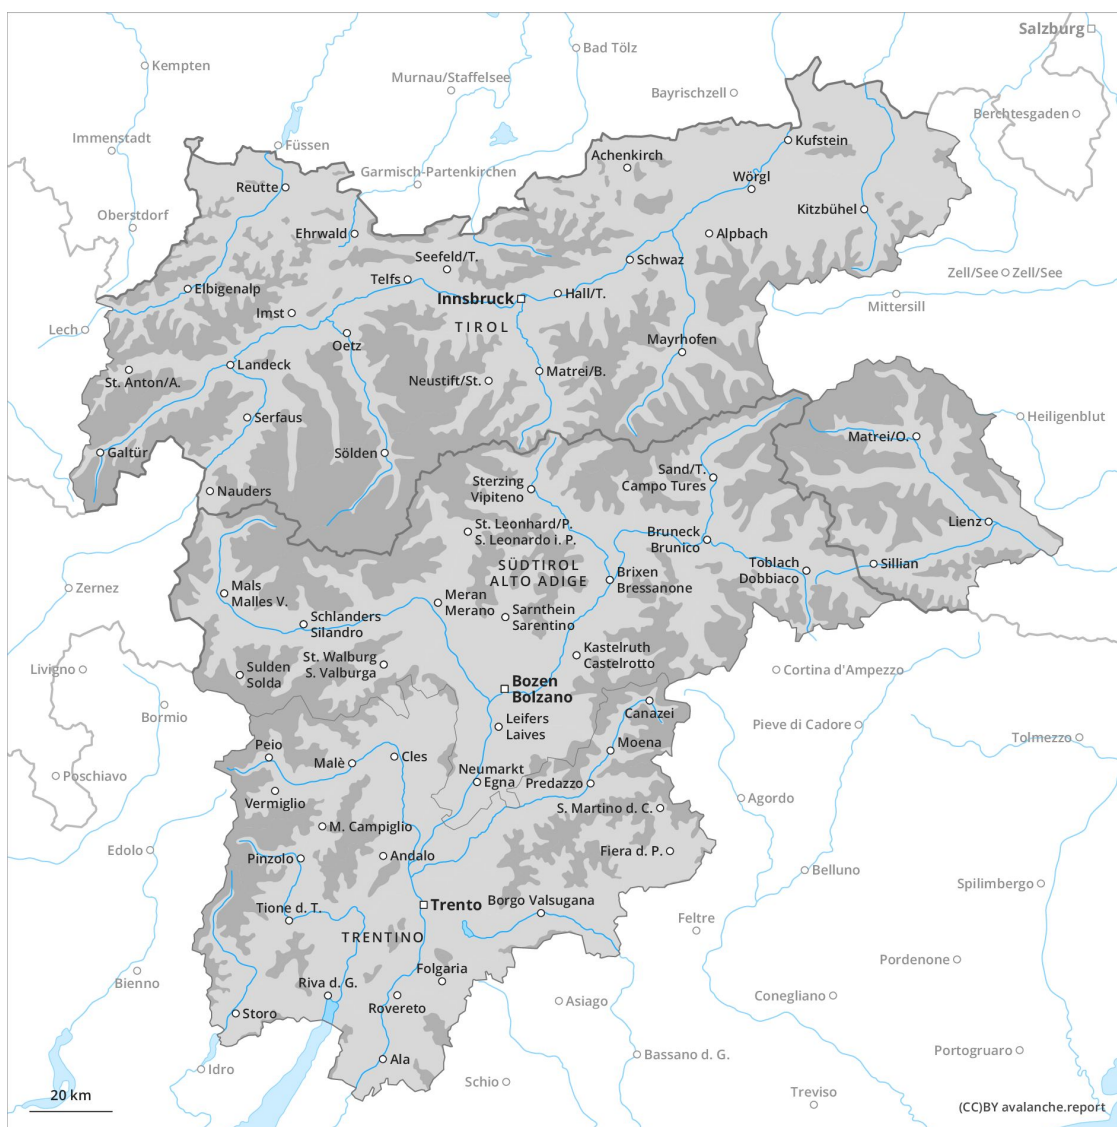 Salzburg
Kempten
Bad Tölz
Murnau/Staffelsee
Bayrischzell
Berchtesgaden
Immenstadt
Füssen
Kufstein
Achenkirch
Garmisch-Partenkirchen
Wörgl
Reutte
Oberstdorf
Kitzbühel
Ehrwald
Alpbach
Seefeld/T.
Schwaz
Zell/See
Zell/See
Telfs
Elbigenalp
Innsbruck
Hall/T.
Mittersill
Imst
TIROL
Lech
Oetz
Mayrhofen
Landeck
Matrei/B.
St. Anton/A.
Neustift/St.
Serfaus
Heiligenblut
Matrei/O.
Galtür
Sölden
Sand/T.
Campo Tures
Sterzing
Vipiteno
Nauders
Lienz
St. Leonhard/P.
S. Leonardo i. P.
Bruneck
Brunico
SÜDTIROL
ALTO ADIGE
Toblach
Dobbiaco
Sillian
Brixen
Bressanone
Zernez
Mals
Malles V.
Meran
Merano
Sarnthein
Sarentino
Schlanders
Silandro
Kastelruth
Castelrotto
St. Walburg
S. Valburga
Livigno
Sulden
Solda
Cortina d'Ampezzo
Bozen
Bolzano
Bormio
Canazei
Leifers
Laives
Pieve di Cadore
Tolmezzo
Peio
Moena
Cles
Malè
Poschiavo
Neumarkt
Egna
Predazzo
Vermiglio
Agordo
S. Martino d. C.
M. Campiglio
Edolo
Pinzolo
Andalo
Fiera d. P.
Belluno
Spilimbergo
Trento
Borgo Valsugana
Tione d. T.
Feltre
TRENTINO
Pordenone
Folgaria
Bienno
Riva d. G.
Rovereto
Asiago
Conegliano
Storo
Portogruaro
Ala
Bassano d. G.
Idro
Schio
Treviso
20 km
(CC)BY avalanche.report